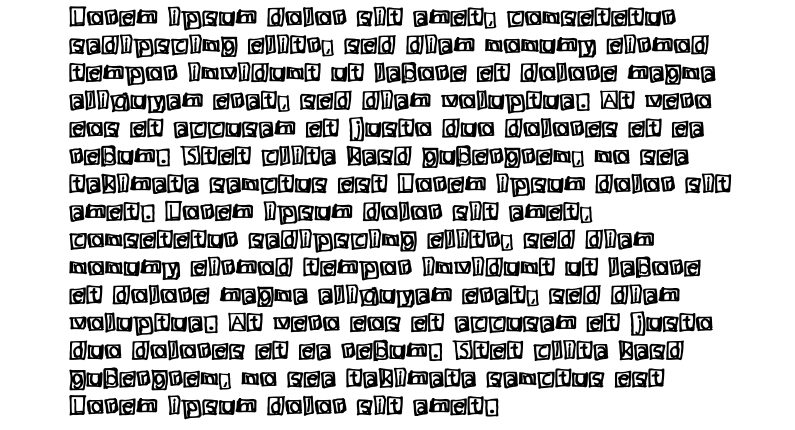 Lorem ipsum dolor sit amet, consetetur
sadipscing elitr, sed diam nonumy eirmod
tempor invidunt ut labore et dolore magna
aliquyam erat, sed diam voluptua. At vero
eos et accusam et justo duo dolores et ea
rebum. Stet clita kasd gubergren, no sea
takimata sanctus est Lorem ipsum dolor sit
amet. Lorem ipsum dolor sit amet,
consetetur sadipscing elitr, sed diam
nonumy eirmod tempor invidunt ut labore
et dolore magna aliquyam erat, sed diam
voluptua. At vero eos et accusam et justo
duo dolores et ea rebum. Stet clita kasd
gubergren, no sea takimata sanctus est
Lorem ipsum dolor sit amet.